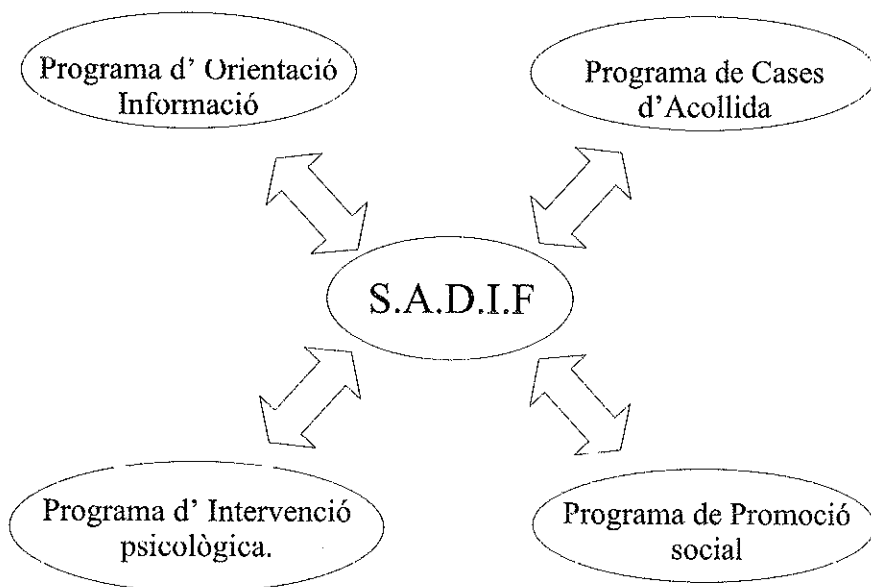 Programa d' Orientació
Informació
Programa de Cases
d'Acollida
S.A.D.I.F
Programa d' Intervenció
psicològica.
Programa de Promoció
social